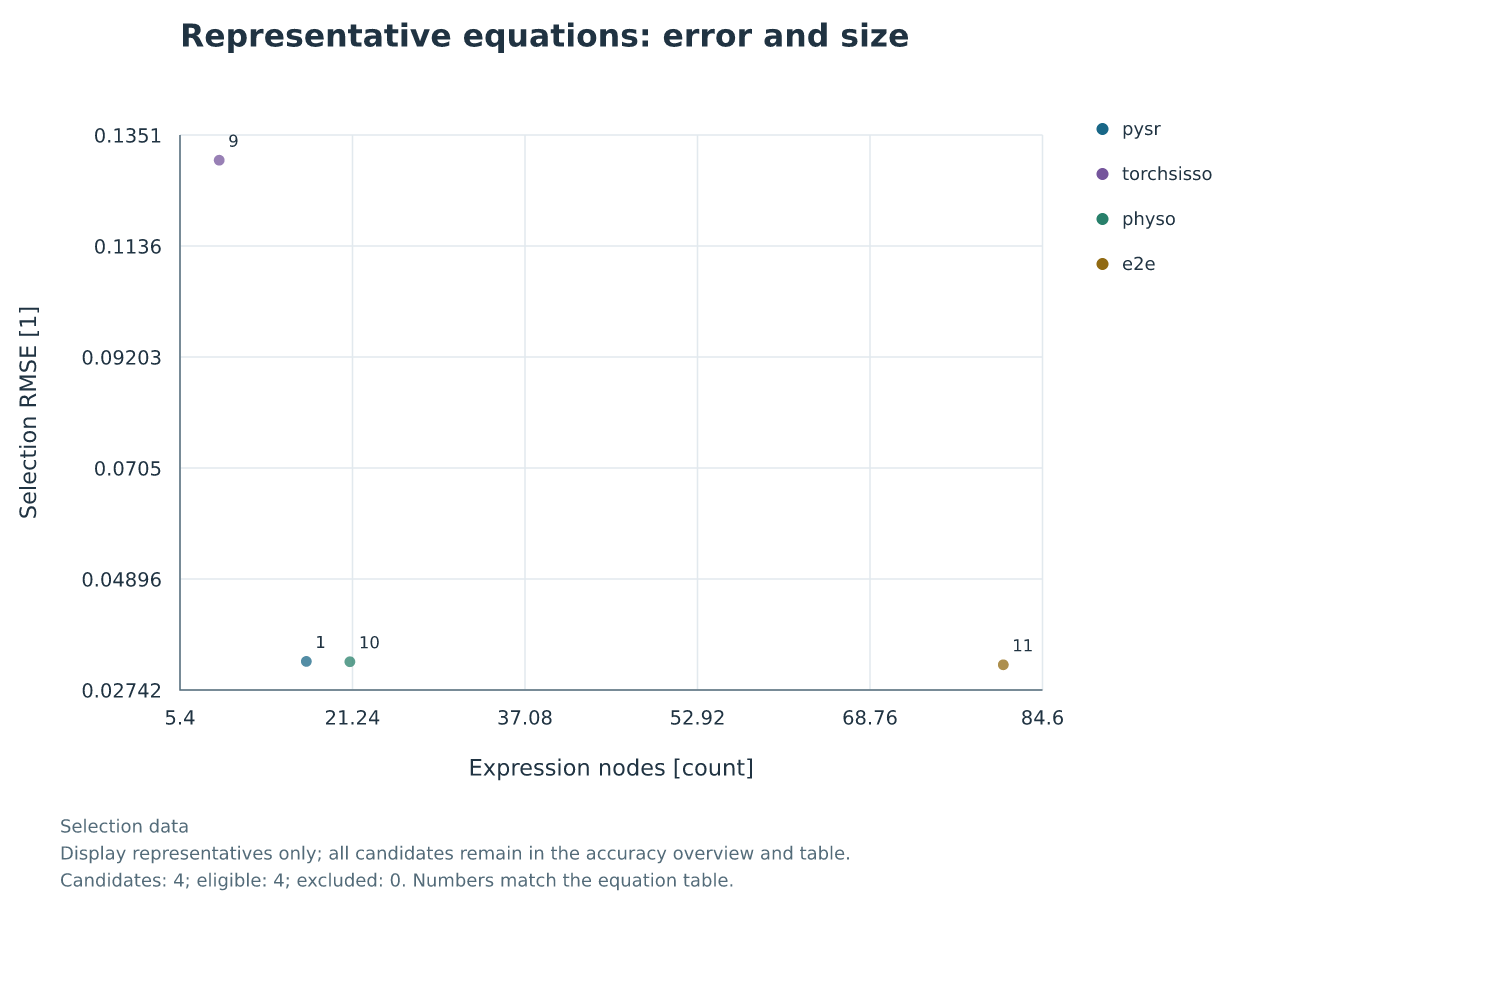 Representative equations: error and size
pysr
torchsisso
physo
e2e
Selection RMSE [1]
0.1351
0.1136
0.09203
0.0705
0.04896
0.02742
9
1
10
11
5.4
21.24
37.08
52.92
68.76
84.6
Expression nodes [count]
Selection data
Display representatives only; all candidates remain in the accuracy overview and table.
Candidates: 4; eligible: 4; excluded: 0. Numbers match the equation table.